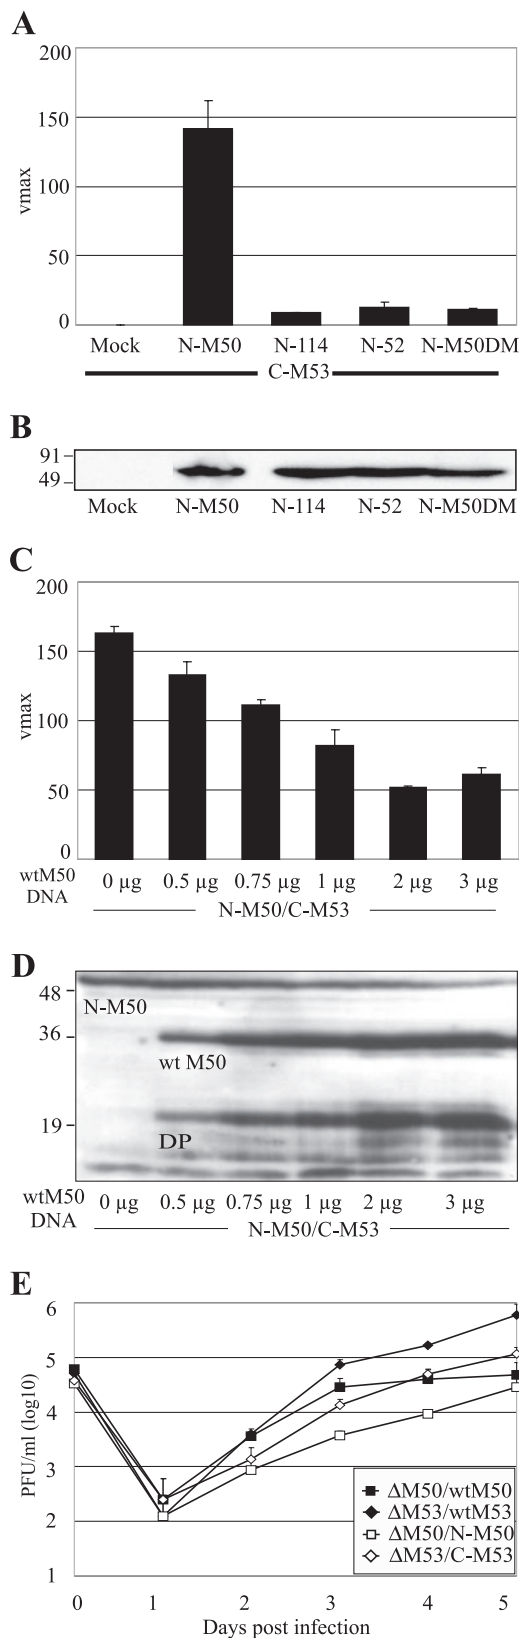 A
200
150
100
50
0
vmax
Mock N-M50 N-114 N-52 N-M50DM
C-M53
B
91
49
Mock N-M50 N-114 N-52 N-M50DM
C
200
150
100
50
0
vmax
wtM50 DNA 0 µg 0.5 µg 0.75 µg 1 µg 2 µg 3 µg
N-M50/C-M53
D
48
36
19
N-M50
wt M50
DP
wtM50 DNA 0 µg 0.5 µg 0.75 µg 1 µg 2 µg 3 µg
N-M50/C-M53
E
6
5
4
3
2
1
PFU/ml (log10)
ΔM50/wtM50
ΔM53/wtM53
ΔM50/N-M50
ΔM53/C-M53
0 1 2 3 4 5
Days post infection